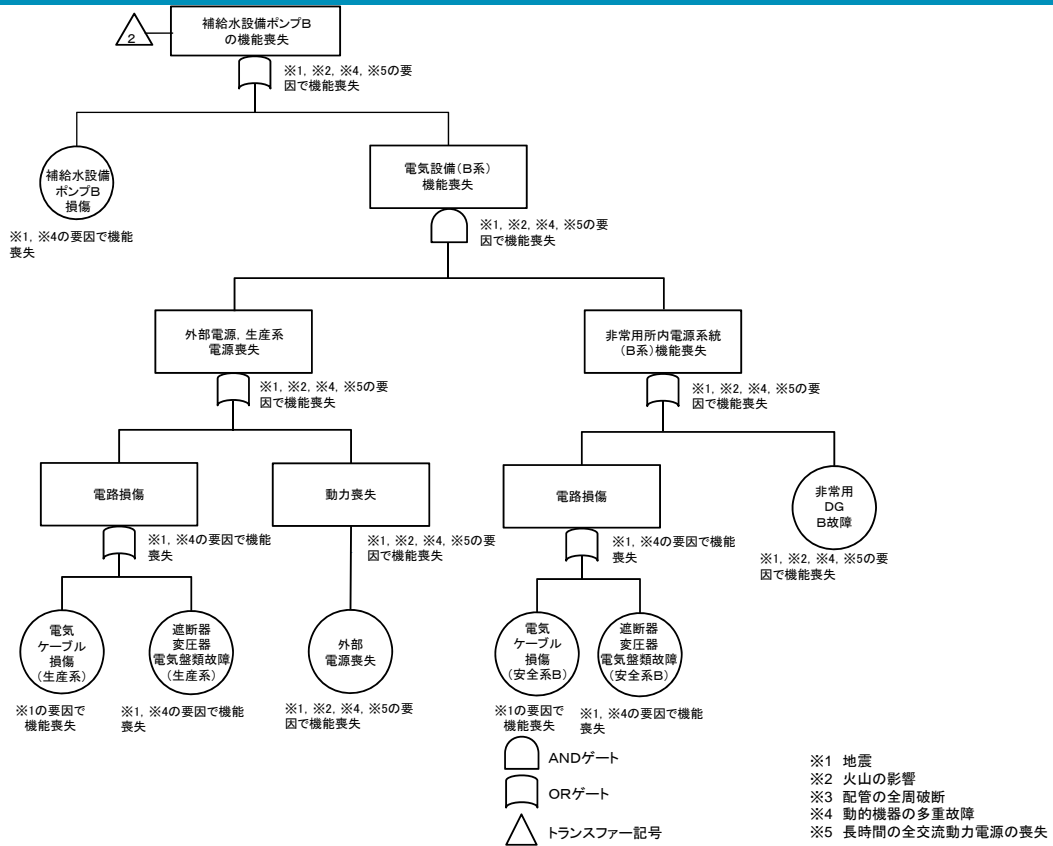 補給水設備ポンプB
の機能喪失
2
※1, ※2, ※4, ※5の要
因で機能喪失
補給水設備
ポンプB
損傷
※1, ※4の要因で機能
喪失
電気設備(B系)
機能喪失
※1, ※2, ※4, ※5の要
因で機能喪失
外部電源, 生産系
電源喪失
※1, ※2, ※4, ※5の要
因で機能喪失
非常用所内電源系統
(B系)機能喪失
※1, ※2, ※4, ※5の要
因で機能喪失
電路損傷
※1, ※4の要因で機能
喪失
動力喪失
※1, ※2, ※4, ※5の要
因で機能喪失
電路損傷
※1, ※4の要因で機能
喪失
非常用
DG
B故障
※1, ※2, ※4, ※5の要
因で機能喪失
電気
ケーブル
損傷
(生産系)
※1の要因で
機能喪失
遮断器
変圧器
電気盤類故障
(生産系)
※1, ※4の要因で機能
喪失
外部
電源喪失
※1, ※2, ※4, ※5の要
因で機能喪失
電気
ケーブル
損傷
(安全系B)
※1の要因で
機能喪失
遮断器
変圧器
電気盤類故障
(安全系B)
※1, ※4の要因で機能
喪失
ANDゲート
ORゲート
トランスファー記号
※1 地震
※2 火山の影響
※3 配管の全周破断
※4 動的機器の多重故障
※5 長時間の全交流動力電源の喪失